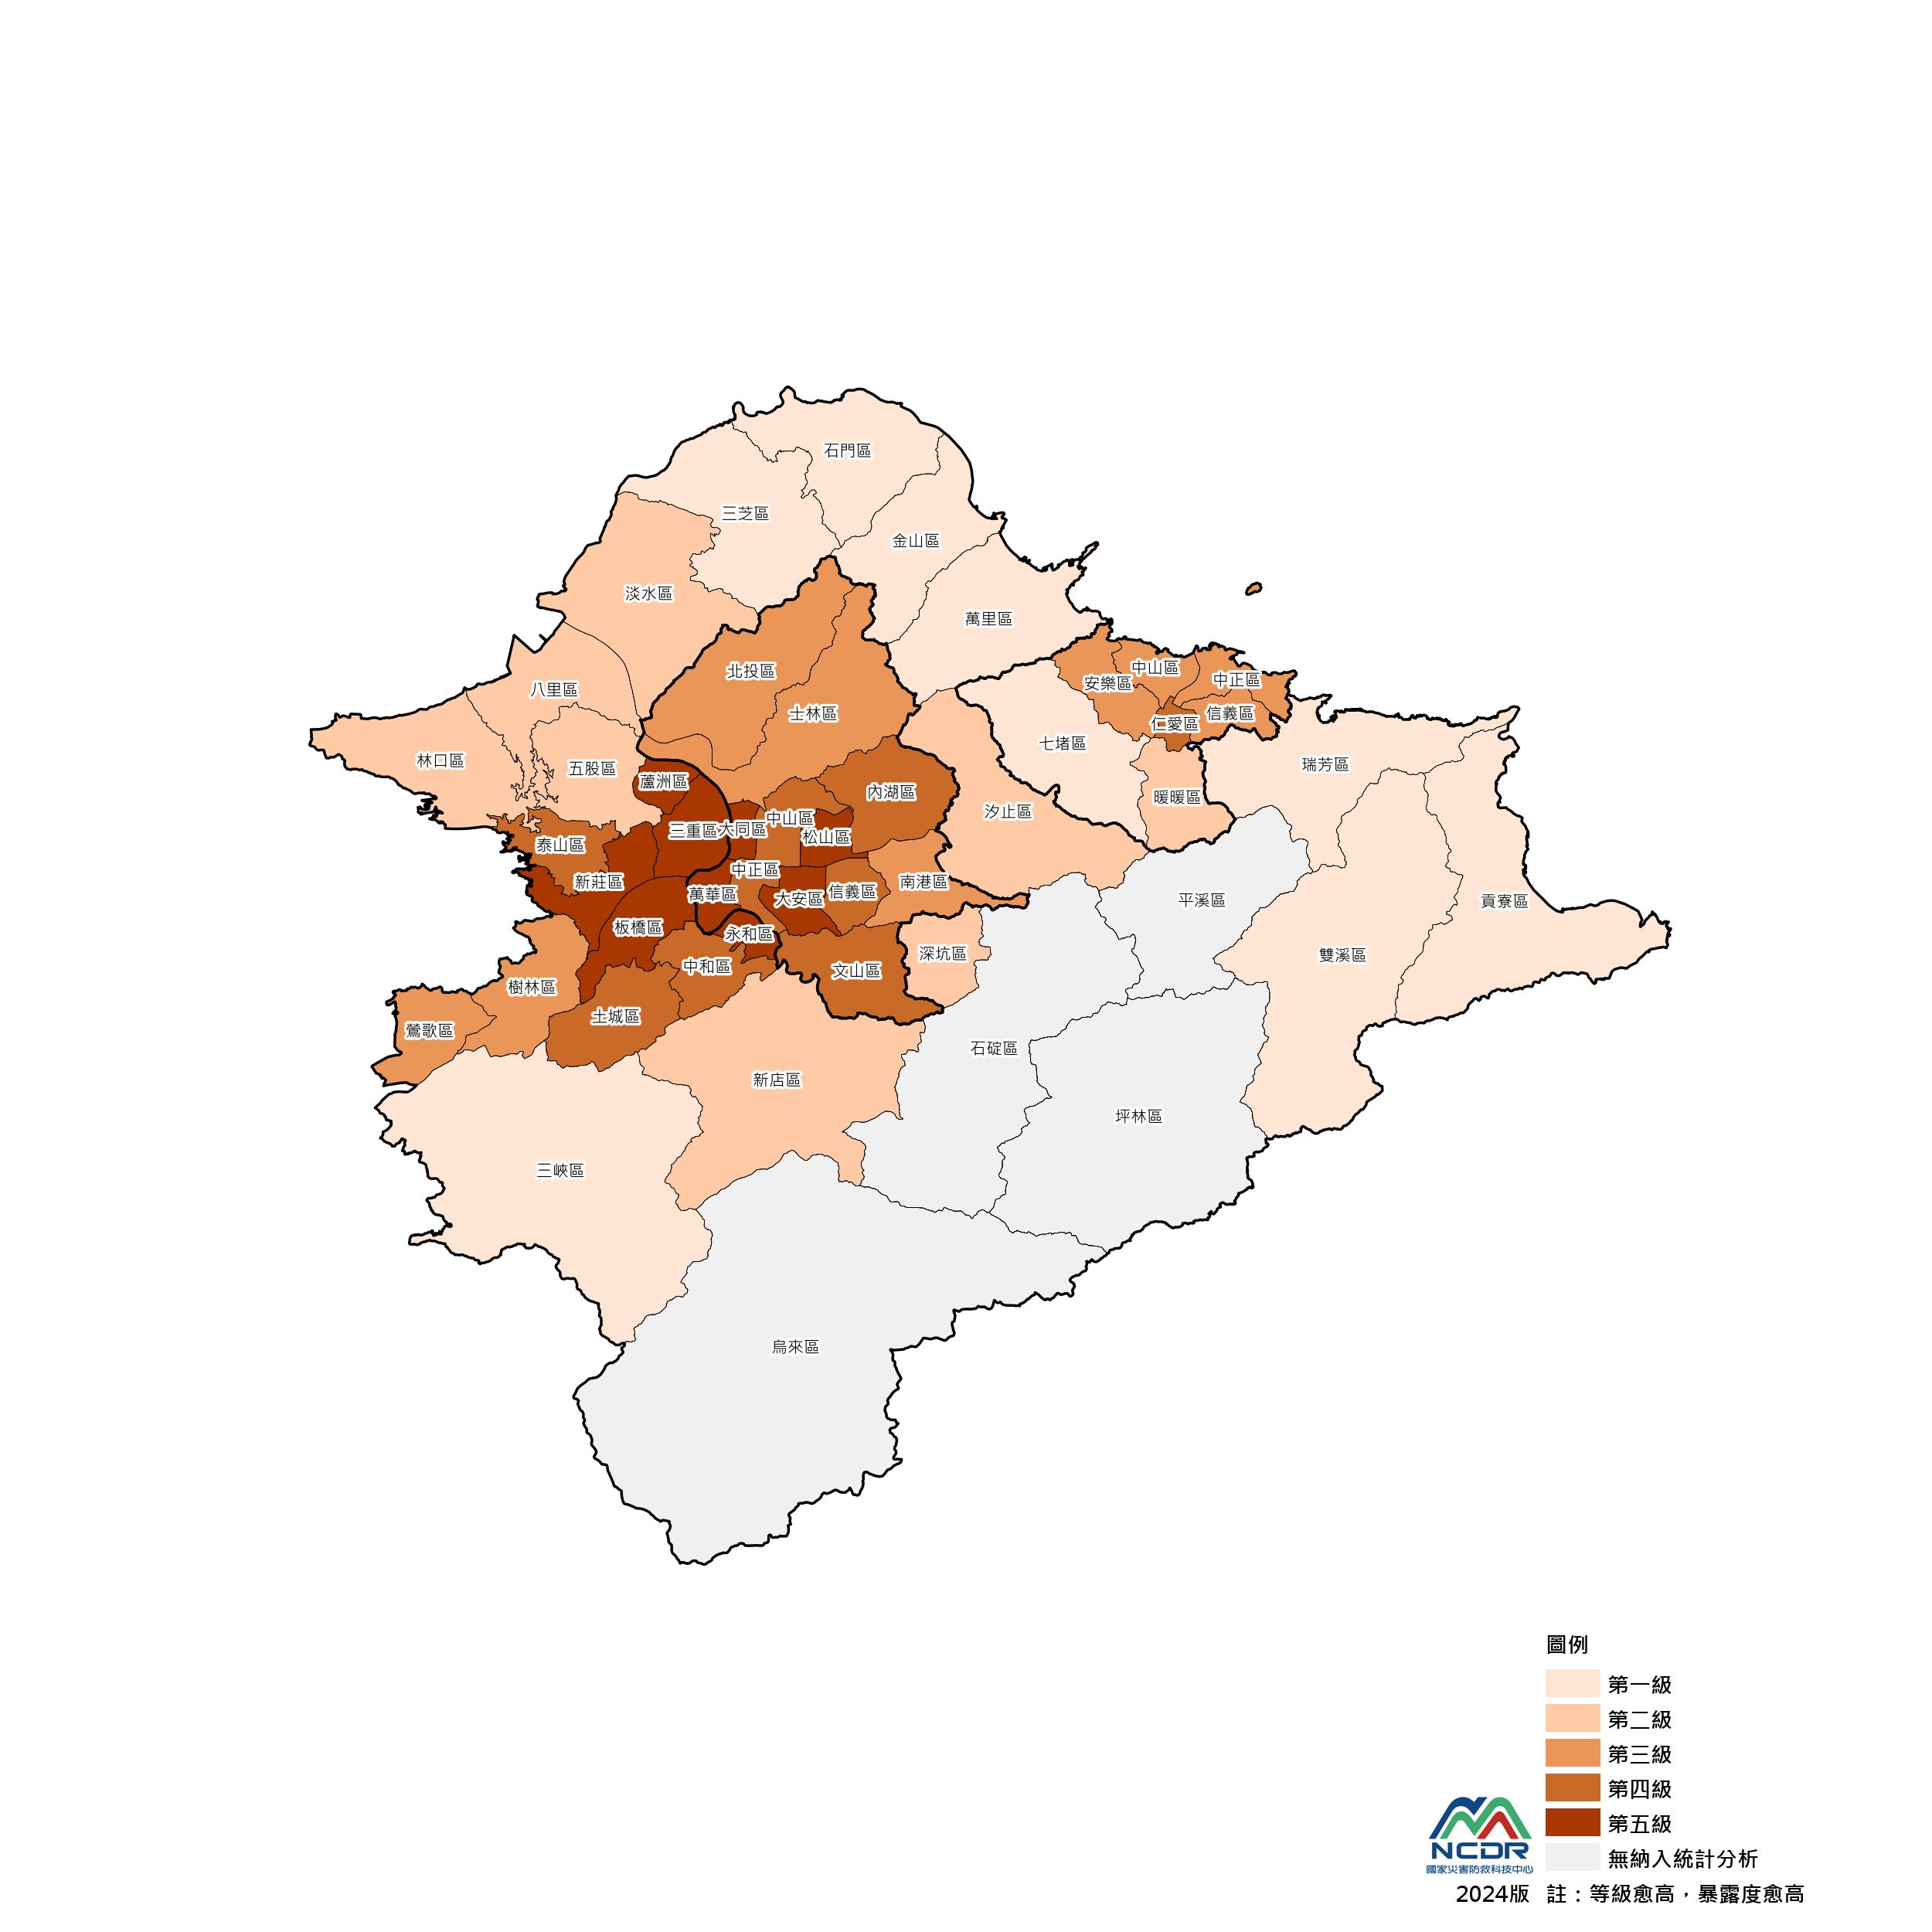 石門區
三芝區
金山區
淡水區
萬里區
北投區
中山區
中正區
安樂區
八里區
士林區
信義區
仁愛區
七堵區
林口區
五股區
瑞芳區
蘆洲區
內湖區
暖暖區
汐止區
中山區
三重區
大同區
松山區
泰山區
中正區
新莊區
南港區
萬華區
信義區
大安區
平溪區
貢寮區
板橋區
永和區
深坑區
雙溪區
中和區
文山區
樹林區
土城區
鶯歌區
石碇區
新店區
坪林區
三峽區
烏來區
圖例
第一級
第二級
第三級
第四級
第五級
無納入統計分析
NCDR
國家災害防救科技中心
2024版 註：等級愈高，暴露度愈高